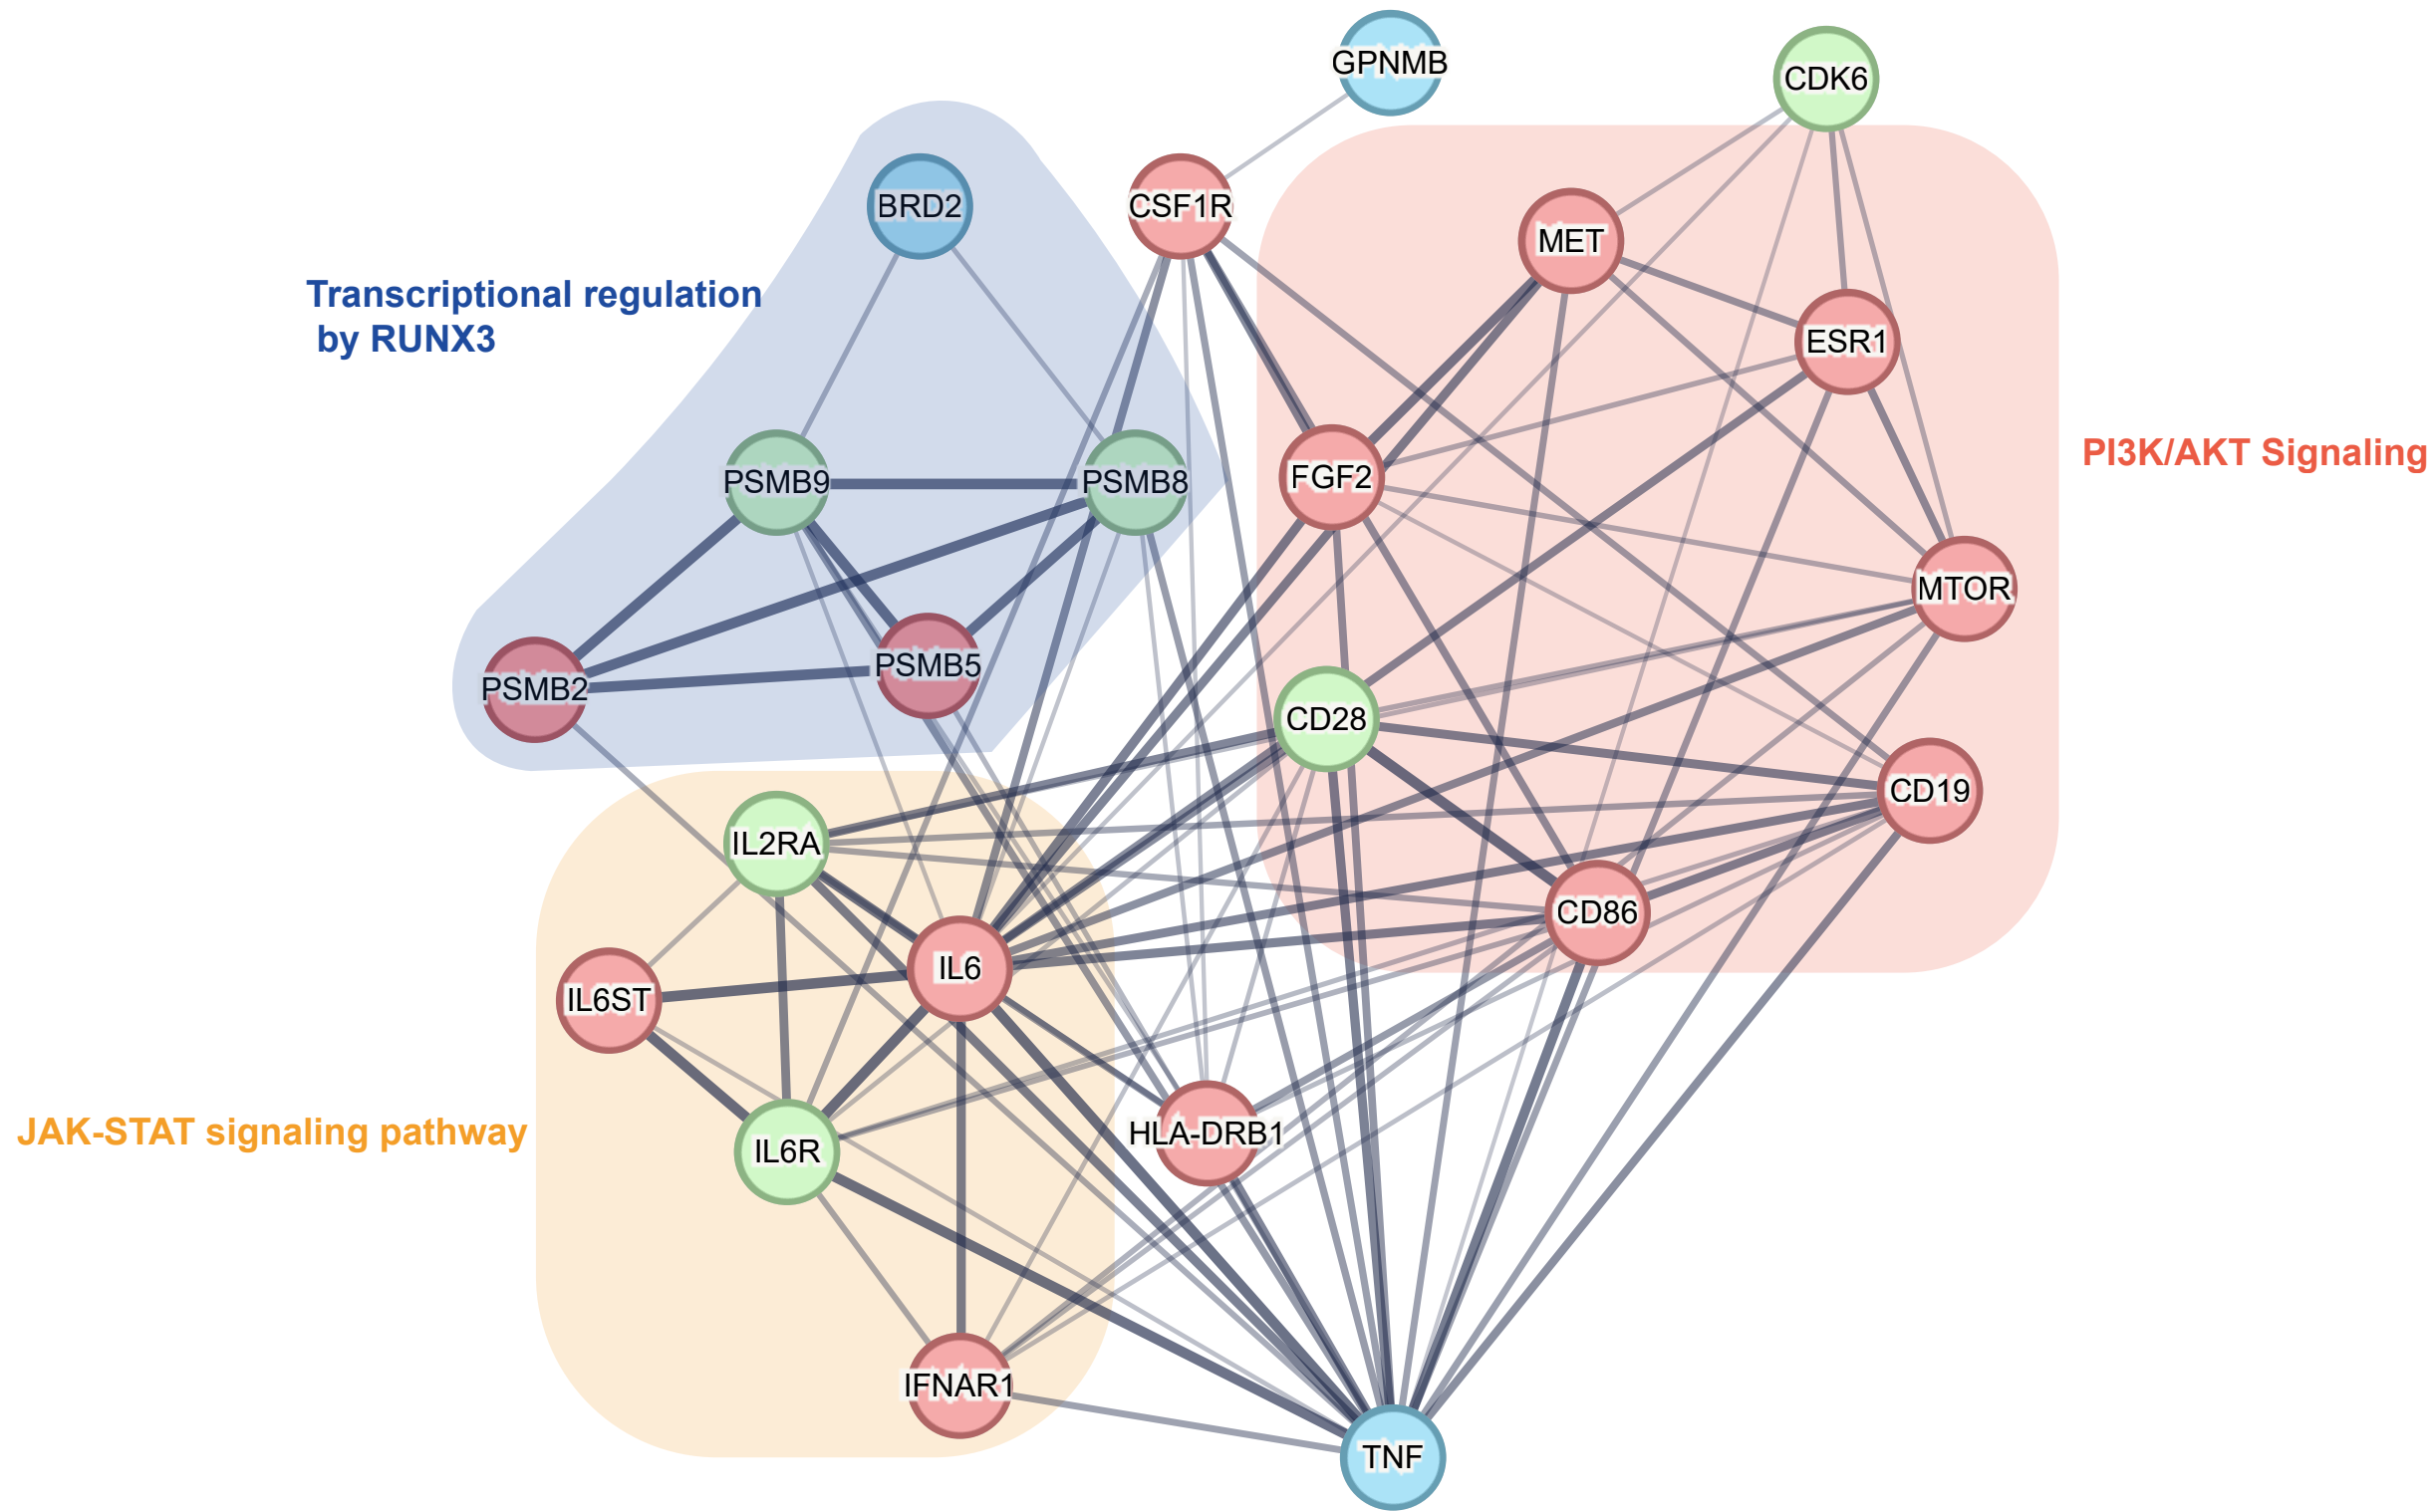 GPNMB
CDK6
BRD2
CSF1R
MET
Transcriptional regulation
by RUNX3
ESR1
PI3K/AKT Signaling
PSMB9
PSMB8
FGF2
MTOR
PSMB5
PSMB2
CD28
CD19
IL2RA
CD86
IL6
IL6ST
JAK-STAT signaling pathway
HLA-DRB1
IL6R
IFNAR1
TNF